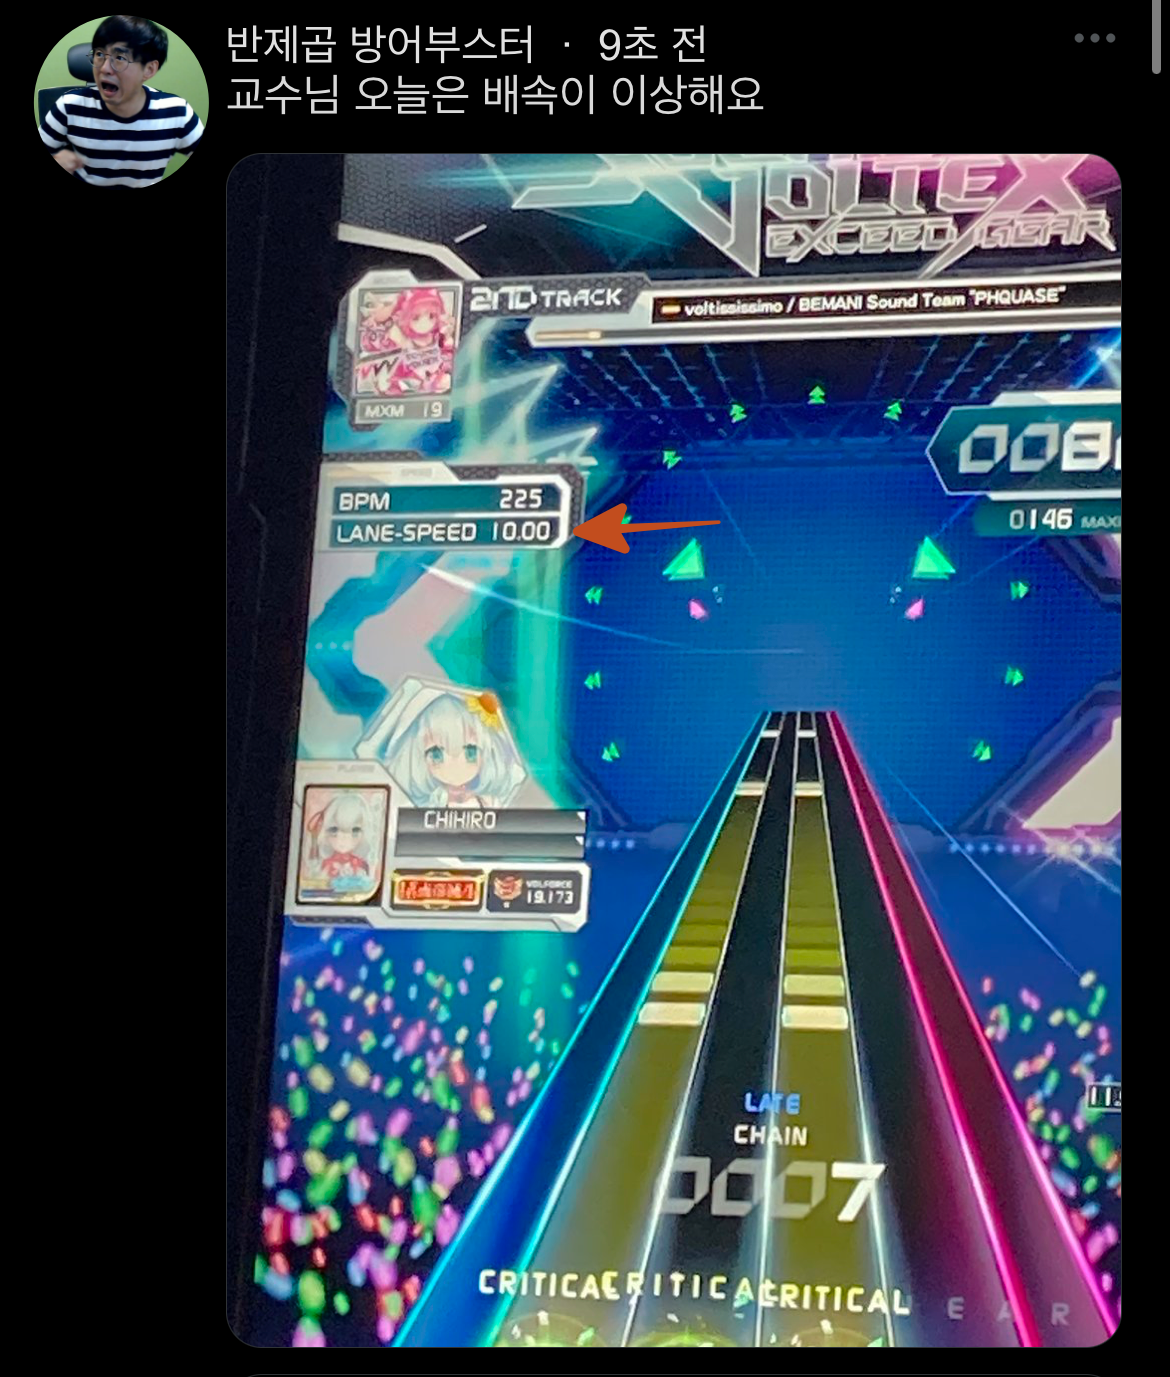 반제곱 방어부스터 · 9초 전
교수님 오늘은 배속이 이상해요
VOLTEX
EXCEED GEAR
2ND TRACK
voltississimo / BEMANI Sound Team "PHQUASE"
MXM 19
008
BPM 225
LANE-SPEED 10.00
0146 MAX
PLAYER
CHIHIRO
VOLFORCE
19.173
LATE
CHAIN
0007
CRITICAL CRITICAL CRITICAL
E A R